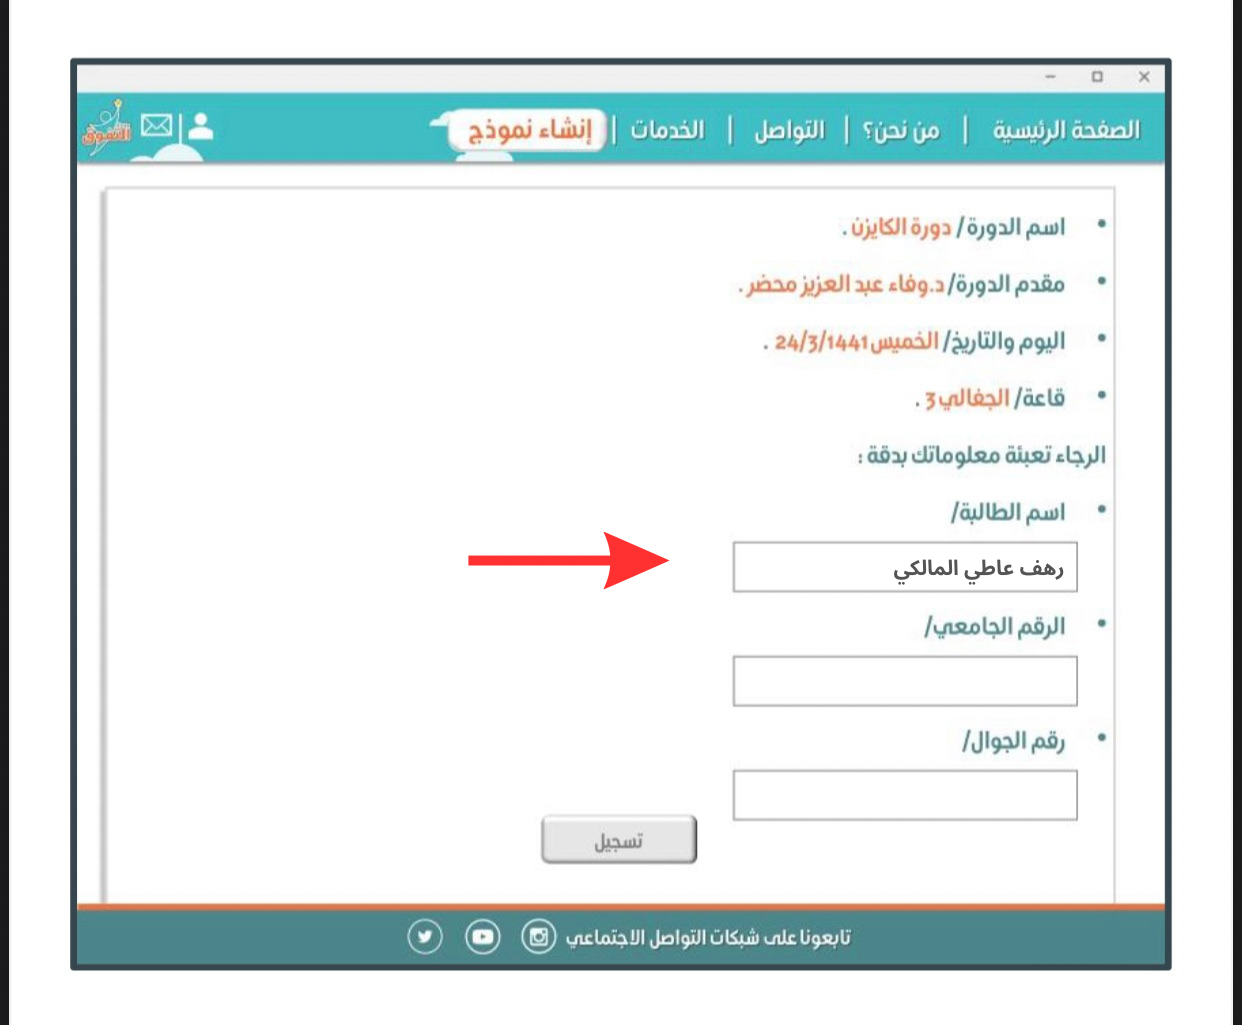 الصفحة الرئيسية | من نحن؟ | التواصل | الخدمات | إنشاء نموذج
التفوق
اسم الدورة/ دورة الكايزن .
مقدم الدورة/ د.وفاء عبد العزيز محضر .
اليوم والتاريخ/ الخميس 24/3/1441 .
قاعة/ الجفالي 3 .
الرجاء تعبئة معلوماتك بدقة :
اسم الطالبة/
رهف عاطي المالكي
الرقم الجامعي/
رقم الجوال/
تسجيل
تابعونا على شبكات التواصل الاجتماعي